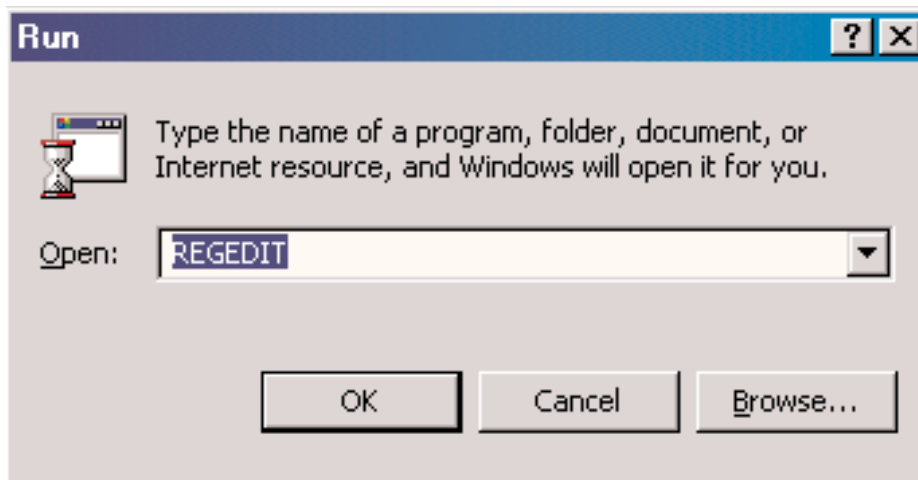 Run
Type the name of a program, folder, document, or
Internet resource, and Windows will open it for you.
Open: REGEDIT
OK Cancel Browse...